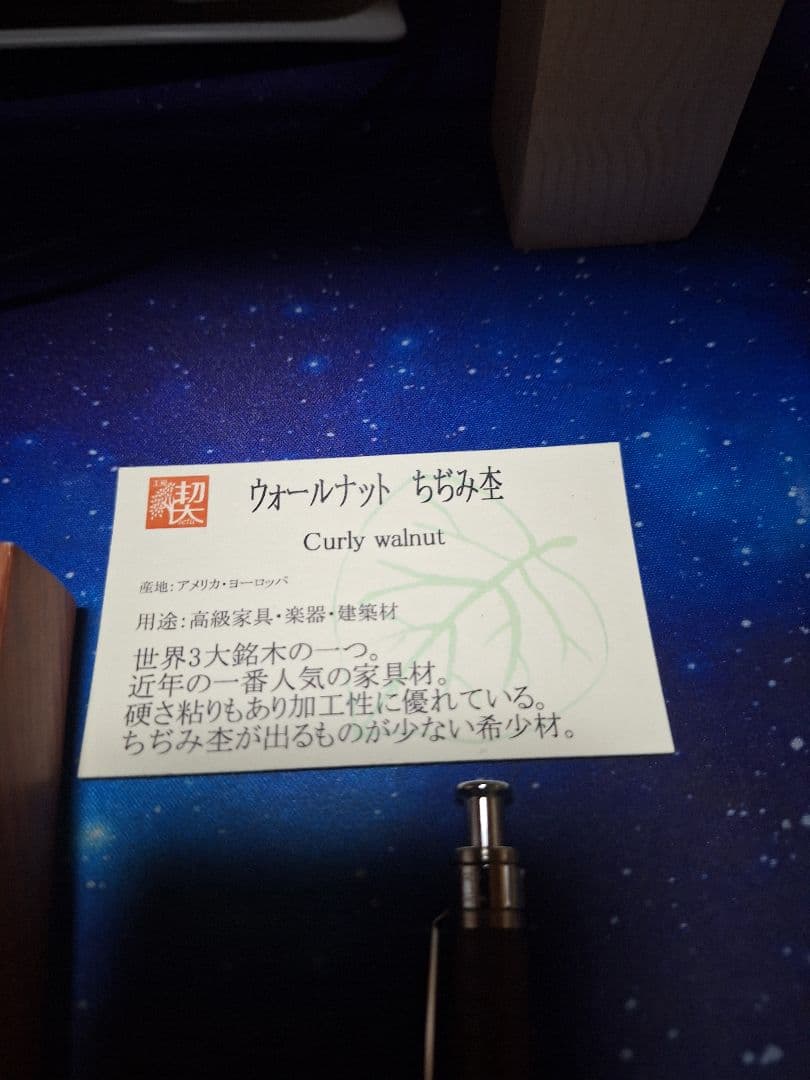 工房
楔
ウォールナット ちぢみ杢
Curly walnut
産地:アメリカ・ヨーロッパ
用途:高級家具・楽器・建築材
世界3大銘木の一つ。
近年の一番人気の家具材。
硬さ粘りもあり加工性に優れている。
ちぢみ杢が出るものが少ない希少材。